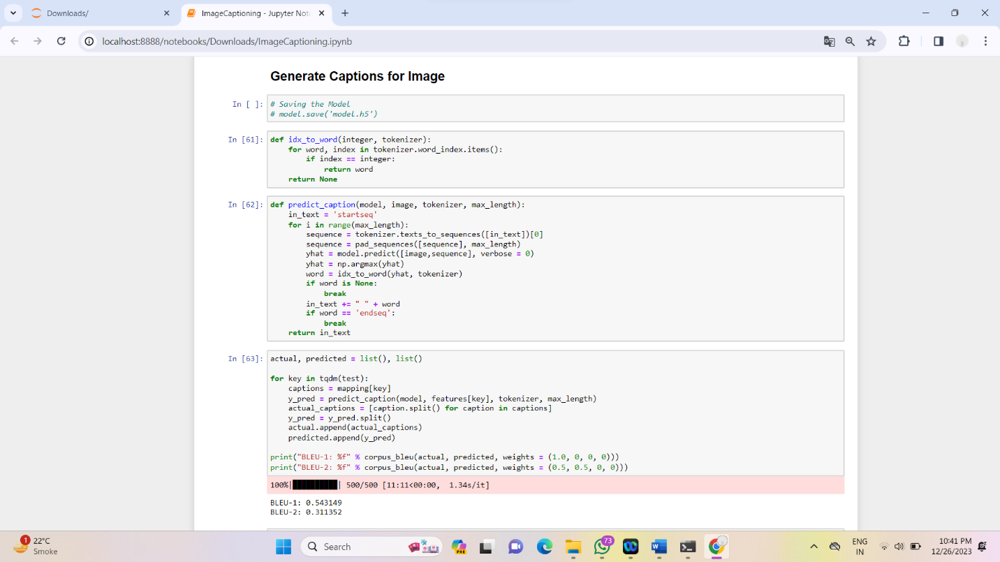 Downloads/
ImageCaptioning - Jupyter Note
localhost:8888/notebooks/Downloads/ImageCaptioning.ipynb
S
Generate Captions for Image
In [ ]:
# Saving the Model
# model.save('model.h5')
In [61]:
def idx_to_word(integer, tokenizer):
    for word, index in tokenizer.word_index.items():
        if index == integer:
            return word
    return None
In [62]:
def predict_caption(model, image, tokenizer, max_length):
    in_text = 'startseq'
    for i in range(max_length):
        sequence = tokenizer.texts_to_sequences([in_text])[0]
        sequence = pad_sequences([sequence], max_length)
        yhat = model.predict([image,sequence], verbose = 0)
        yhat = np.argmax(yhat)
        word = idx_to_word(yhat, tokenizer)
        if word is None:
            break
        in_text += " " + word
        if word == 'endseq':
            break
    return in_text
In [63]:
actual, predicted = list(), list()
for key in tqdm(test):
    captions = mapping[key]
    y_pred = predict_caption(model, features[key], tokenizer, max_length)
    actual_captions = [caption.split() for caption in captions]
    y_pred = y_pred.split()
    actual.append(actual_captions)
    predicted.append(y_pred)
print("BLEU-1: %f" % corpus_bleu(actual, predicted, weights = (1.0, 0, 0, 0)))
print("BLEU-2: %f" % corpus_bleu(actual, predicted, weights = (0.5, 0.5, 0, 0)))
100%|██████████| 500/500 [11:11<00:00,  1.34s/it]
BLEU-1: 0.543149
BLEU-2: 0.311352
1
22°C
Smoke
Search
PRE
73
ENG
IN
10:41 PM
12/26/2023